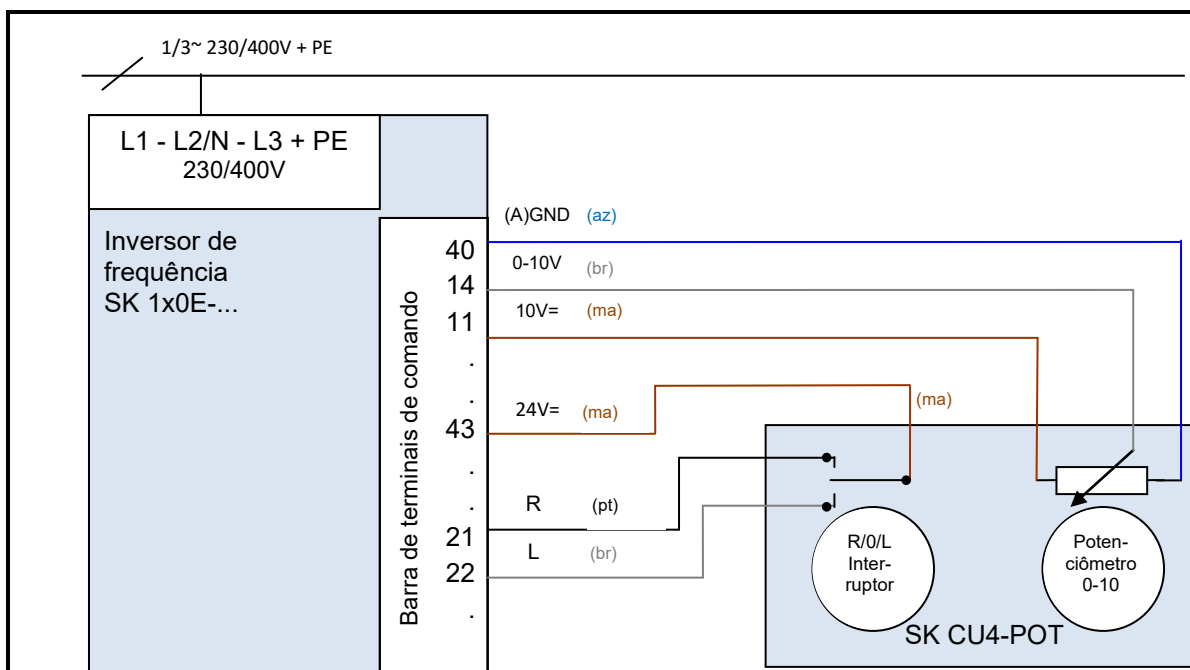 1/3~ 230/400V + PE
L1 - L2/N - L3 + PE
230/400V
Inversor de
frequência
SK 1x0E-...
Barra de terminais de comando
40
14
11
.
.
43
.
.
21
22
.
(A)GND (az)
0-10V (br)
10V= (ma)
24V= (ma)
(ma)
R (pt)
L (br)
R/0/L
Inter-
ruptor
Poten-
ciômetro
0-10
SK CU4-POT